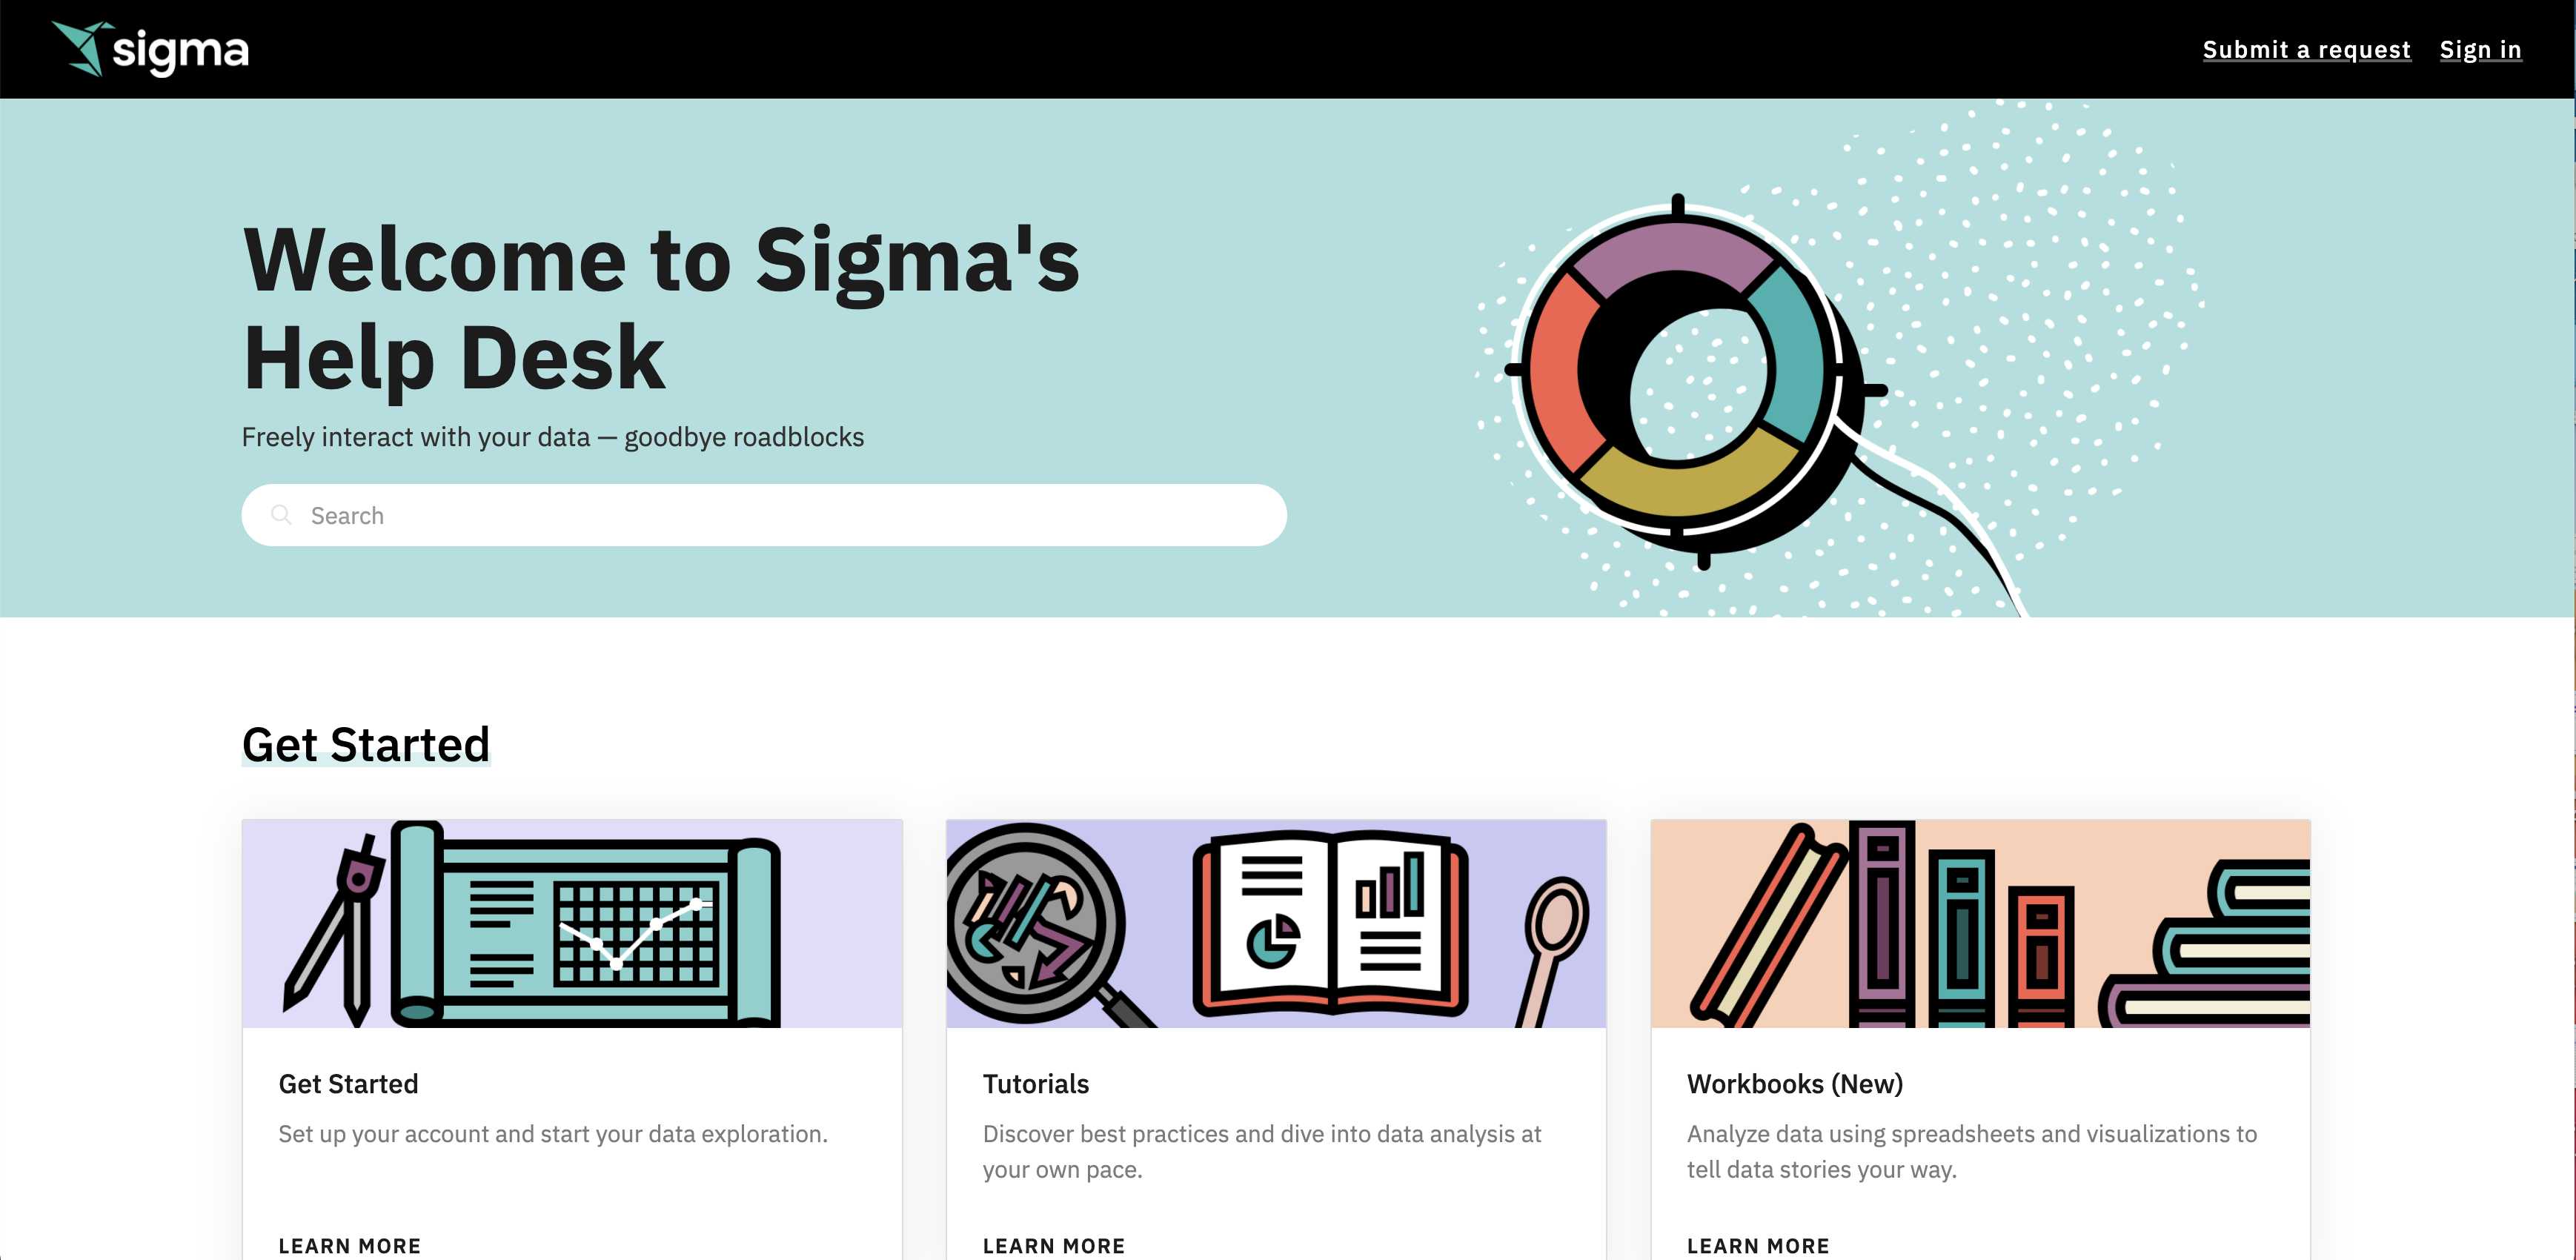 sigma
Submit a request
Sign in
Welcome to Sigma's
Help Desk
Freely interact with your data — goodbye roadblocks
Search
Get Started
Get Started
Set up your account and start your data exploration.
LEARN MORE
Tutorials
Discover best practices and dive into data analysis at
your own pace.
LEARN MORE
Workbooks (New)
Analyze data using spreadsheets and visualizations to
tell data stories your way.
LEARN MORE